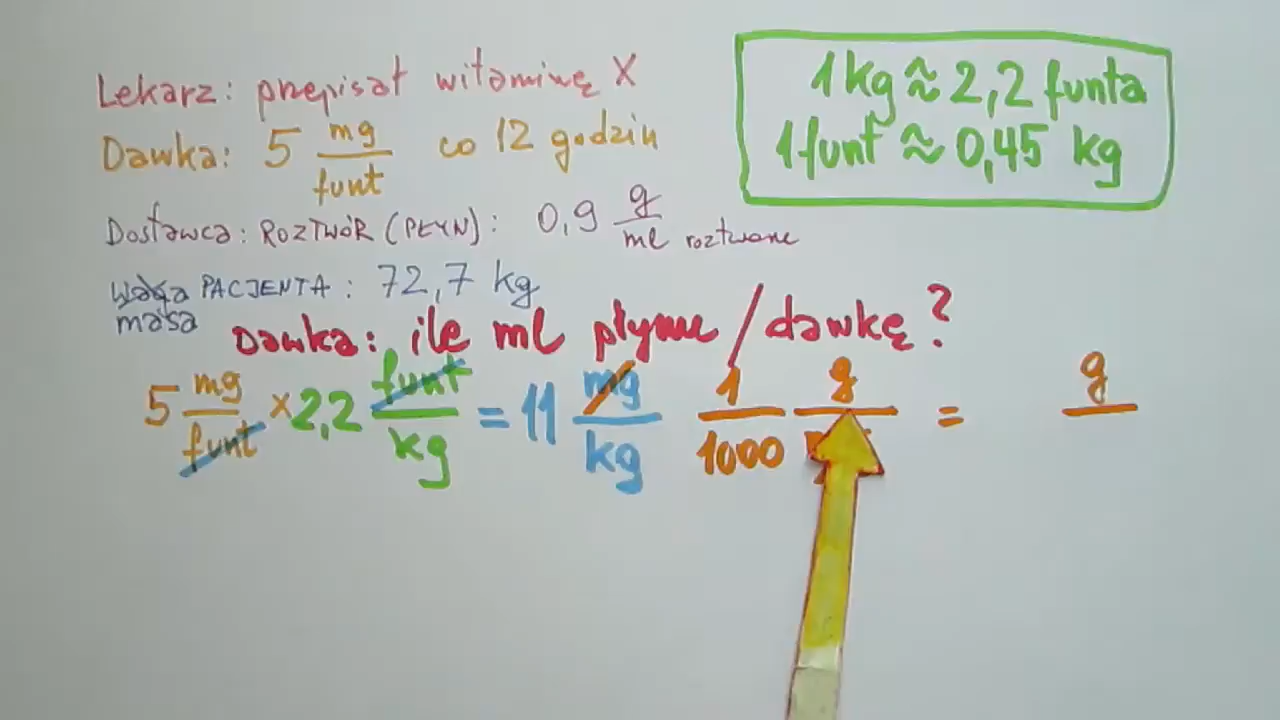 Lekarz: przepisał witaminę X
Dawka: 5 mg/funt co 12 godzin
Dostawca: ROZTWÓR (PŁYN): 0,9 g/ml roztworu
waga PACJENTA: 72,7 kg
masa
Dawka: ile ml płynu/dawkę?
1 kg ≈ 2,2 funta
1 funt ≈ 0,45 kg
5 mg/funt × 2,2 funt/kg = 11 mg/kg 1/1000 g/ = g/